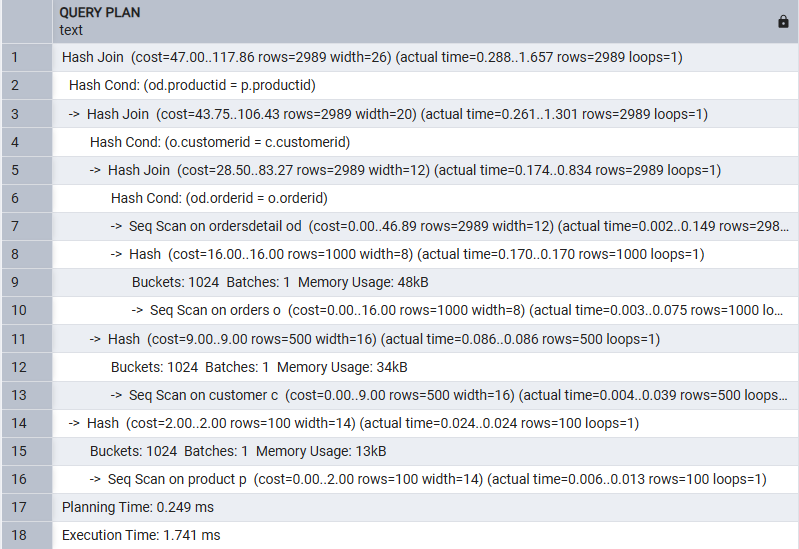 QUERY PLAN
text
1 Hash Join (cost=47.00..117.86 rows=2989 width=26) (actual time=0.288..1.657 rows=2989 loops=1)
2 Hash Cond: (od.productid = p.productid)
3 -> Hash Join (cost=43.75..106.43 rows=2989 width=20) (actual time=0.261..1.301 rows=2989 loops=1)
4 Hash Cond: (o.customerid = c.customerid)
5 -> Hash Join (cost=28.50..83.27 rows=2989 width=12) (actual time=0.174..0.834 rows=2989 loops=1)
6 Hash Cond: (od.orderid = o.orderid)
7 -> Seq Scan on ordersdetail od (cost=0.00..46.89 rows=2989 width=12) (actual time=0.002..0.149 rows=298...
8 -> Hash (cost=16.00..16.00 rows=1000 width=8) (actual time=0.170..0.170 rows=1000 loops=1)
9 Buckets: 1024 Batches: 1 Memory Usage: 48kB
10 -> Seq Scan on orders o (cost=0.00..16.00 rows=1000 width=8) (actual time=0.003..0.075 rows=1000 lo...
11 -> Hash (cost=9.00..9.00 rows=500 width=16) (actual time=0.086..0.086 rows=500 loops=1)
12 Buckets: 1024 Batches: 1 Memory Usage: 34kB
13 -> Seq Scan on customer c (cost=0.00..9.00 rows=500 width=16) (actual time=0.004..0.039 rows=500 loops...
14 -> Hash (cost=2.00..2.00 rows=100 width=14) (actual time=0.024..0.024 rows=100 loops=1)
15 Buckets: 1024 Batches: 1 Memory Usage: 13kB
16 -> Seq Scan on product p (cost=0.00..2.00 rows=100 width=14) (actual time=0.006..0.013 rows=100 loops=1)
17 Planning Time: 0.249 ms
18 Execution Time: 1.741 ms